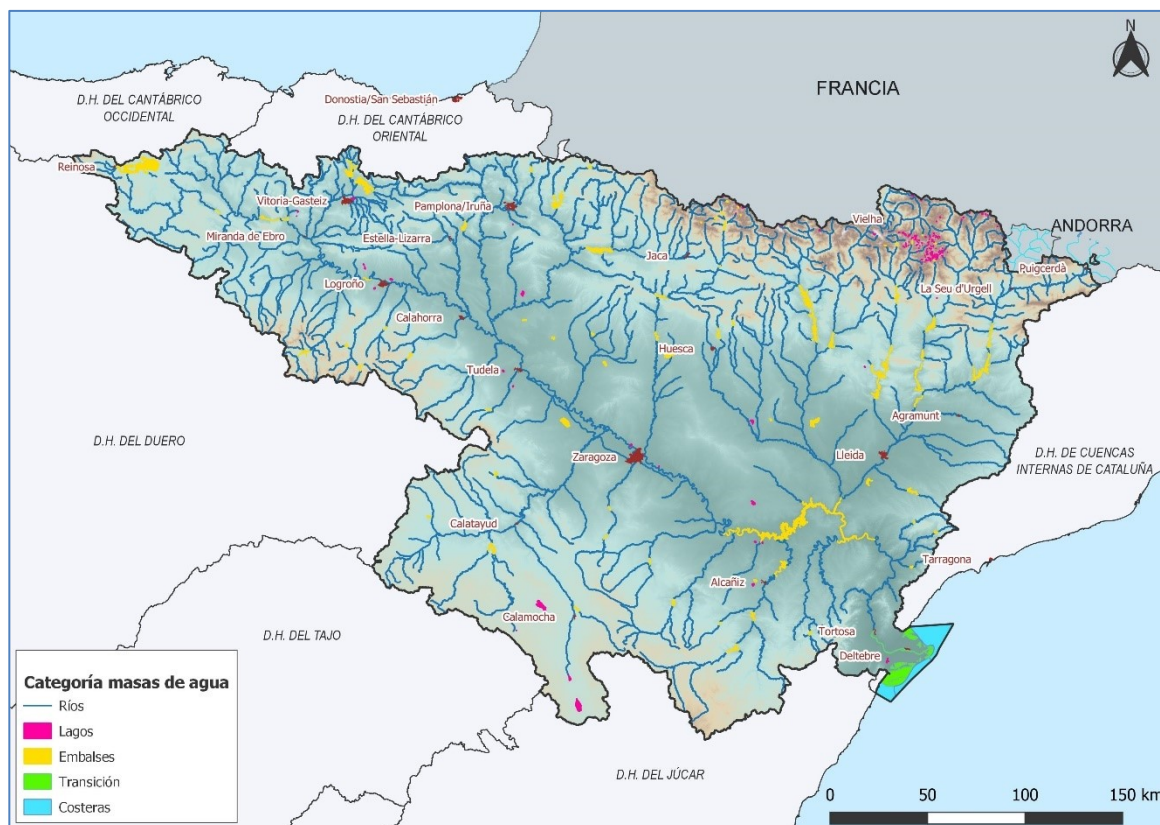 N
FRANCIA
D.H. DEL CANTÁBRICO
OCCIDENTAL
Donostia/San Sebastián
D.H. DEL CANTÁBRICO
ORIENTAL
Reinosa
Vitoria-Gasteiz
Pamplona/Iruña
Vielha
ANDORRA
Miranda de Ebro
Estella-Lizarra
Jaca
Puigcerdà
Logroño
La Seu d'Urgell
Calahorra
Huesca
Tudela
Agramunt
D.H. DEL DUERO
Zaragoza
Lleida
D.H. DE CUENCAS
INTERNAS DE CATALUÑA
Calatayud
Tarragona
Alcañiz
Calamocha
D.H. DEL TAJO
Tortosa
Deltebre
Categoría masas de agua
Ríos
Lagos
Embalses
Transición
Costeras
D.H. DEL JÚCAR
0 50 100 150 km